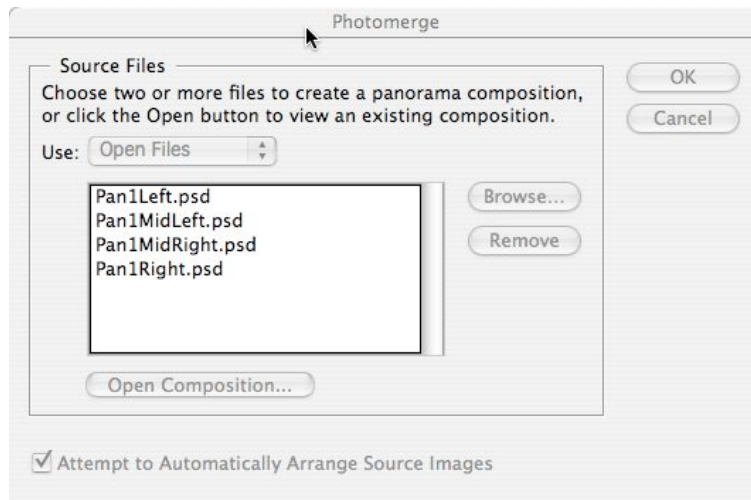 Photomerge
Source Files
OK
Choose two or more files to create a panorama composition,
or click the Open button to view an existing composition.
Cancel
Use: Open Files
Pan1Left.psd
Browse...
Pan1MidLeft.psd
Pan1MidRight.psd
Remove
Pan1Right.psd
Open Composition...
Attempt to Automatically Arrange Source Images